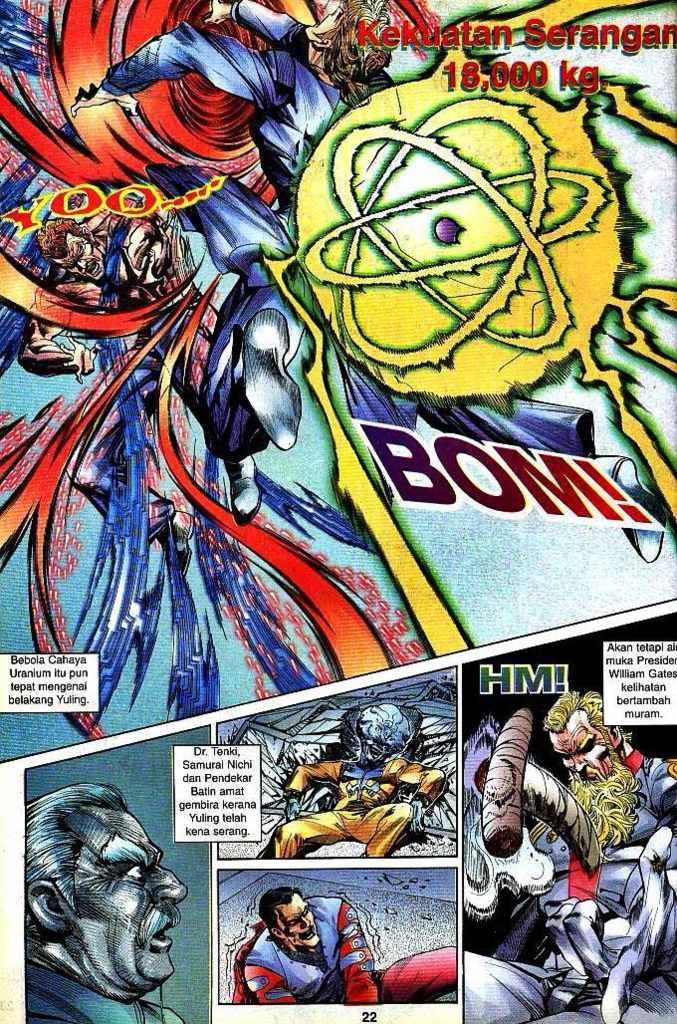 Kekuatan Serangan
18,000 kg.
YOO.....
BOM!
Bebola Cahaya
Uranium itu pun
tepat mengenai
belakang Yuling.
Dr. Tenki,
Samurai Nichi
dan Pendekar
Batin amat
gembira kerana
Yuling telah
kena serang.
HM!
Akan tetapi air
muka Presiden
William Gates
kelihatan
bertambah
muram.
22